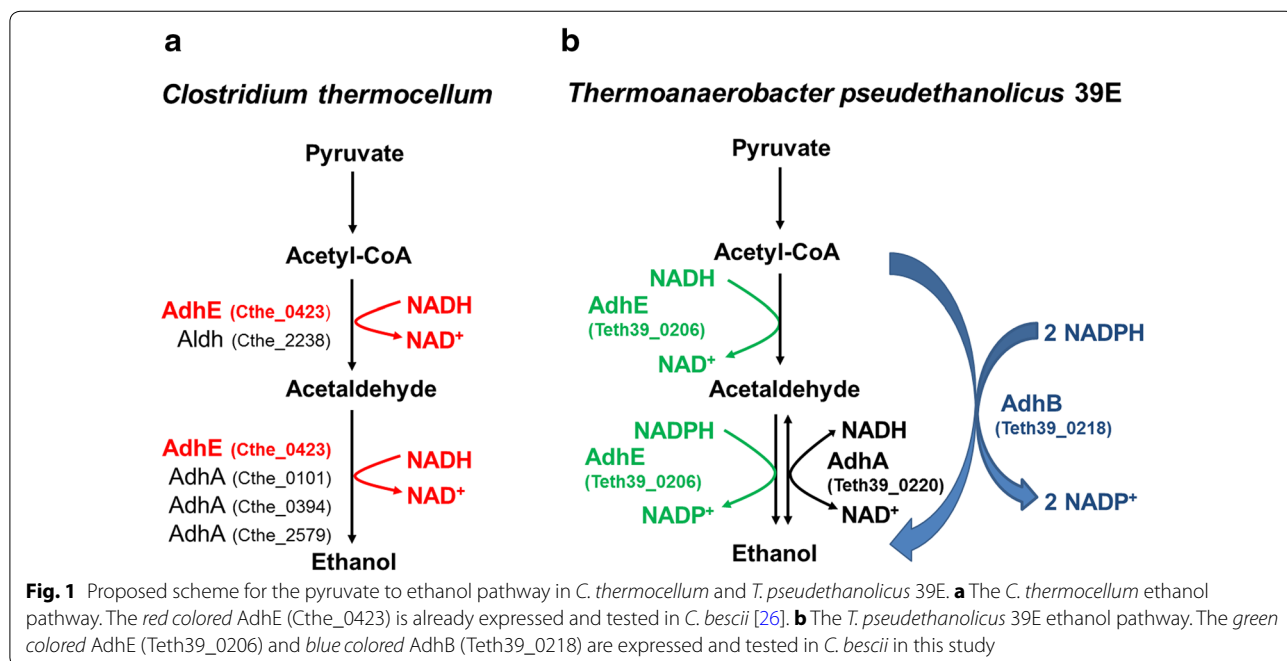 a
Clostridium thermocellum
Pyruvate
Acetyl-CoA
AdhE (Cthe_0423)
Aldh (Cthe_2238)
NADH
NAD+
Acetaldehyde
AdhE (Cthe_0423)
AdhA (Cthe_0101)
AdhA (Cthe_0394)
AdhA (Cthe_2579)
NADH
NAD+
Ethanol
b
Thermoanaerobacter pseudethanolicus 39E
Pyruvate
Acetyl-CoA
NADH
AdhE
(Teth39_0206)
NAD+
Acetaldehyde
NADPH
AdhE
(Teth39_0206)
NADP+
NADH
AdhA
(Teth39_0220)
NAD+
Ethanol
2 NADPH
AdhB
(Teth39_0218)
2 NADP+
Fig. 1 Proposed scheme for the pyruvate to ethanol pathway in C. thermocellum and T. pseudethanolicus 39E. a The C. thermocellum ethanol
pathway. The red colored AdhE (Cthe_0423) is already expressed and tested in C. bescii [26]. b The T. pseudethanolicus 39E ethanol pathway. The green
colored AdhE (Teth39_0206) and blue colored AdhB (Teth39_0218) are expressed and tested in C. bescii in this study